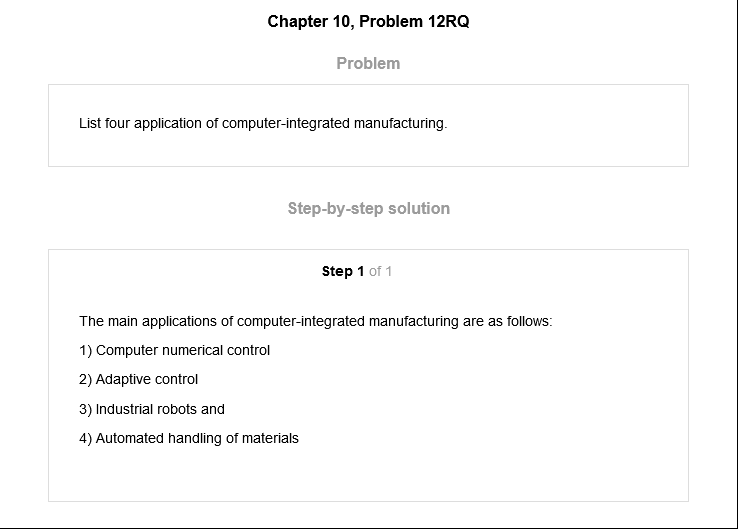 Chapter 10, Problem 12RQ
Problem
List four application of computer-integrated manufacturing.
Step-by-step solution
Step 1 of 1
The main applications of computer-integrated manufacturing are as follows:
1) Computer numerical control
2) Adaptive control
3) Industrial robots and
4) Automated handling of materials